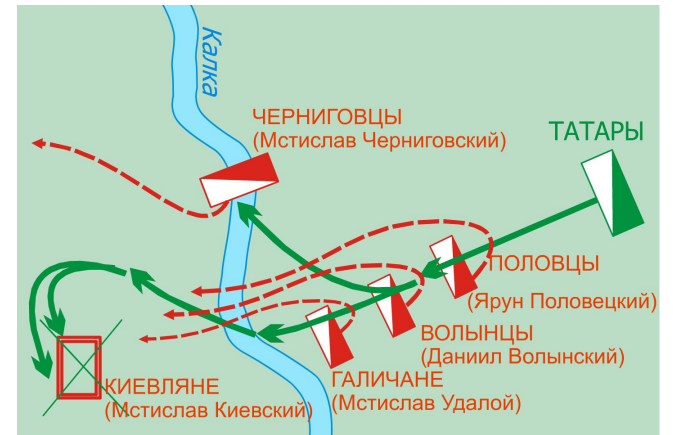 Калка
ЧЕРНИГОВЦЫ
(Мстислав Черниговский)
ТАТАРЫ
ПОЛОВЦЫ
(Ярун Половецкий)
ВОЛЫНЦЫ
(Даниил Волынский)
ГАЛИЧАНЕ
(Мстислав Удалой)
КИЕВЛЯНЕ
(Мстислав Киевский)